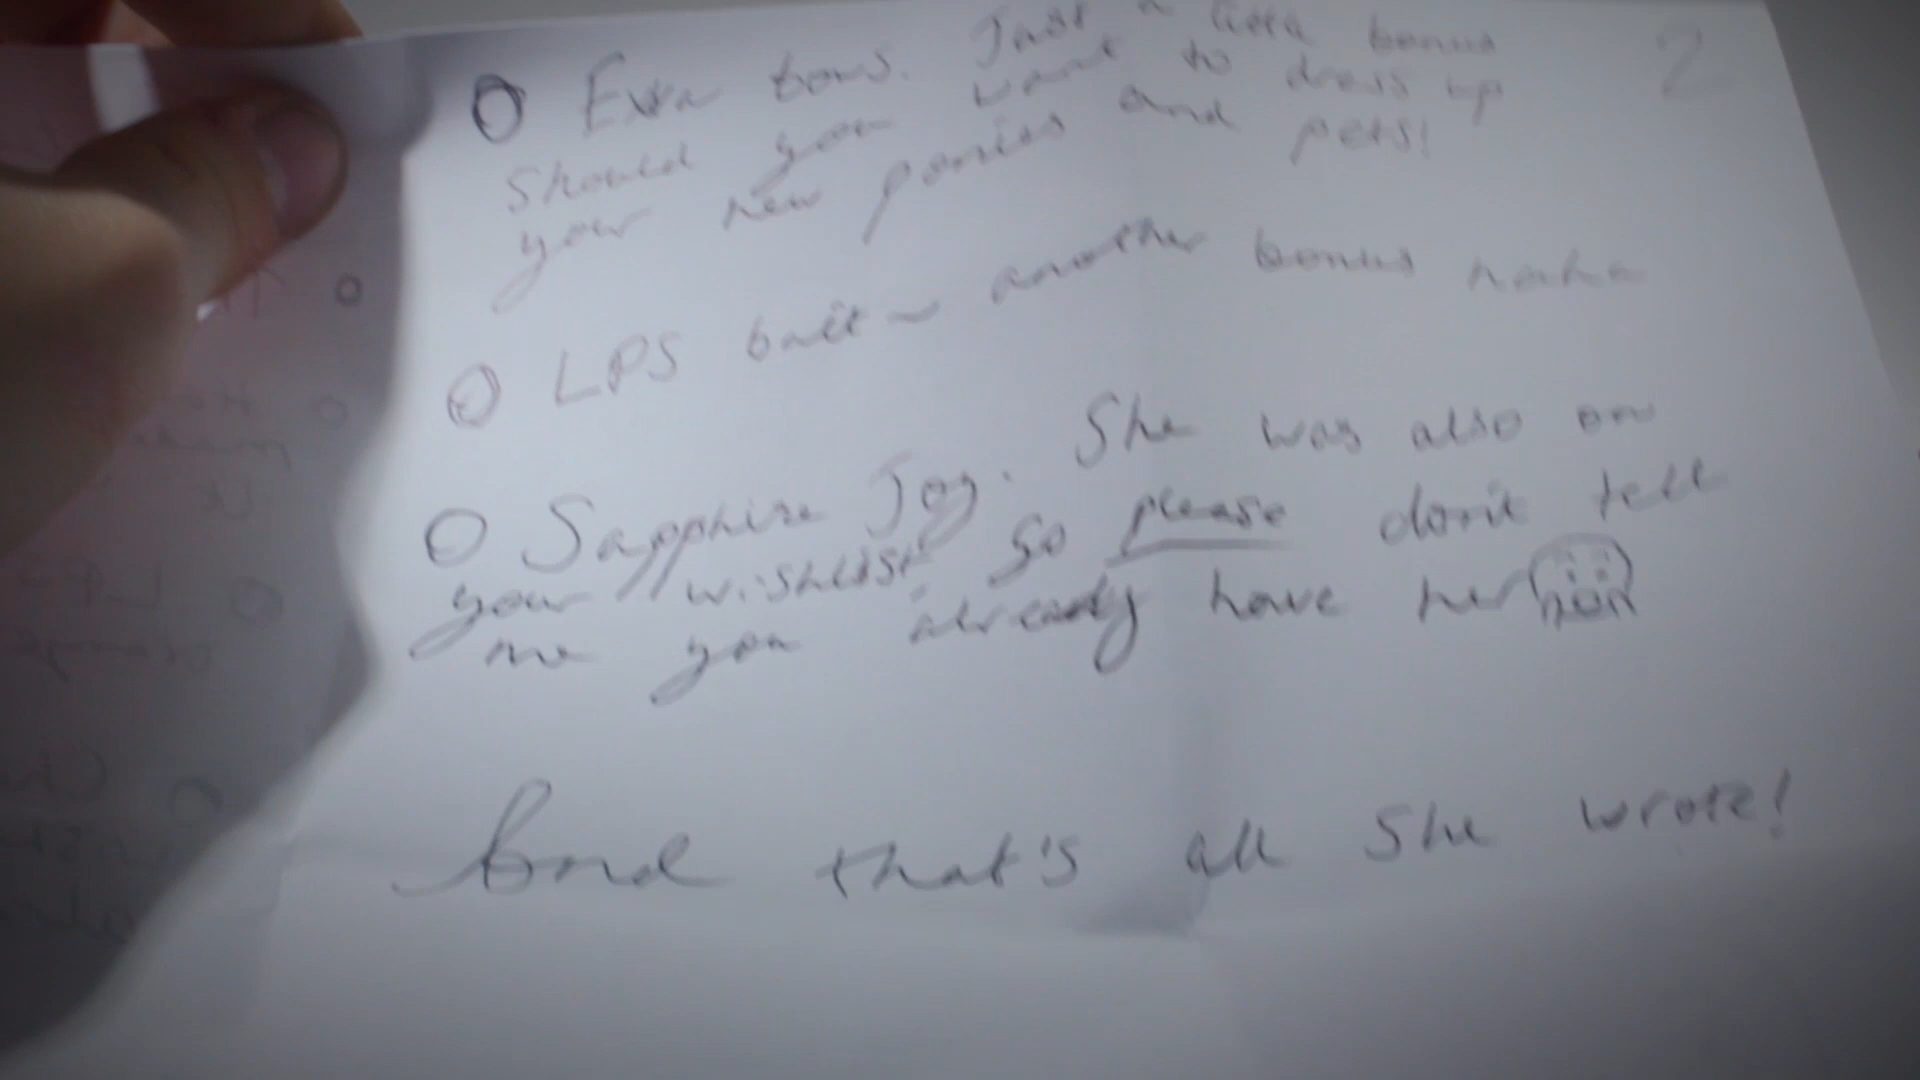 Extra bows. Just a little bonus
should you want to dress up
your new ponies and pets!
LPS bait ~ another bonus haha
Sapphire Joy. She was also on
your wishlist, so please don't tell
me you already have her
And that's all she wrote!
2